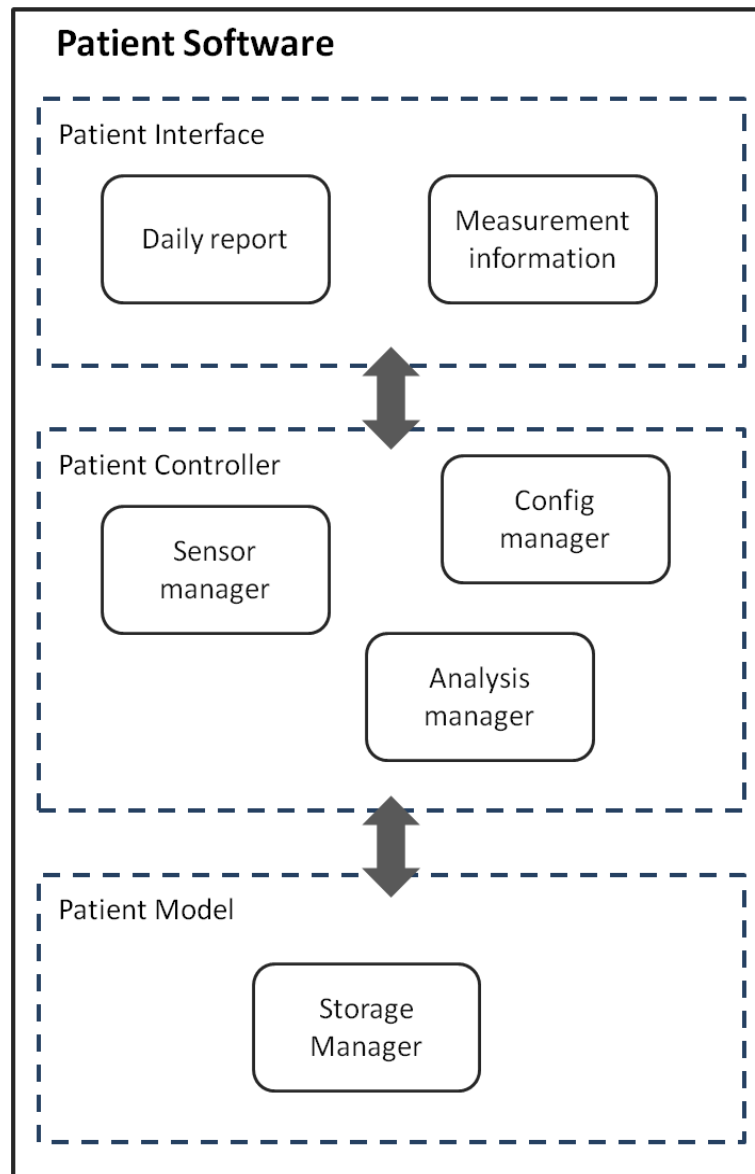 Patient Software
Patient Interface
Daily report
Measurement
information
Patient Controller
Config
manager
Sensor
manager
Analysis
manager
Patient Model
Storage
Manager